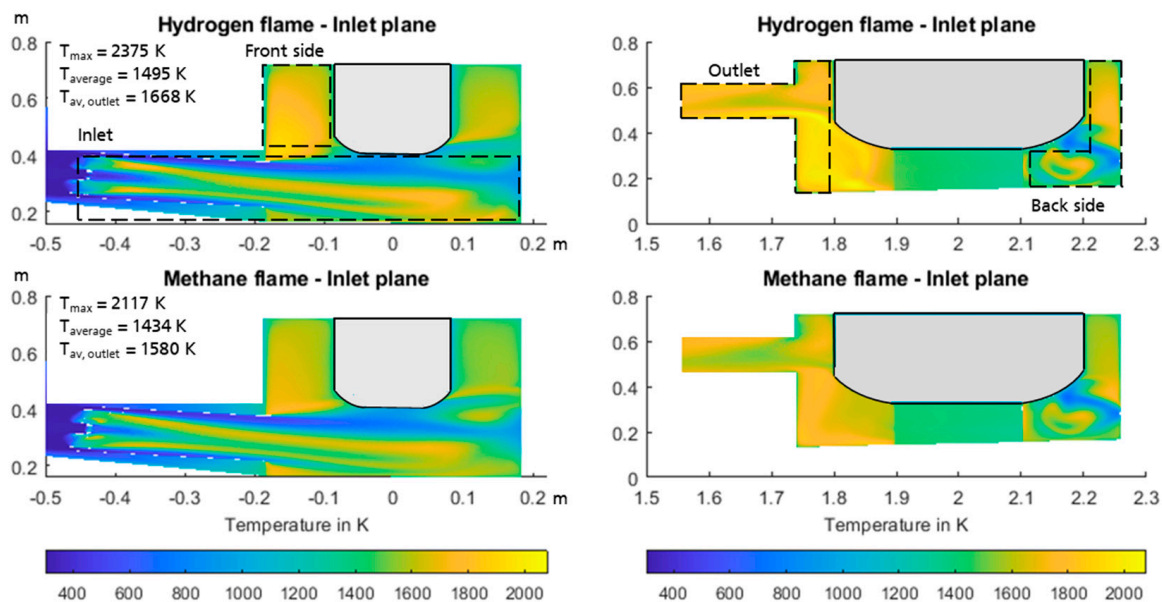 m
Hydrogen flame - Inlet plane
0.8
0.6
0.4
0.2
Tmax = 2375 K
Taverage = 1495 K
Tav, outlet = 1668 K
Front side
Inlet
-0.5 -0.4 -0.3 -0.2 -0.1 0 0.1 0.2 m
Hydrogen flame - Inlet plane
0.8
0.6
0.4
0.2
0
Outlet
Back side
1.5 1.6 1.7 1.8 1.9 2 2.1 2.2 2.3
m
Methane flame - Inlet plane
0.8
0.6
0.4
0.2
Tmax = 2117 K
Taverage = 1434 K
Tav, outlet = 1580 K
-0.5 -0.4 -0.3 -0.2 -0.1 0 0.1 0.2 m
Temperature in K
400 600 800 1000 1200 1400 1600 1800 2000
Methane flame - Inlet plane
0.8
0.6
0.4
0.2
0
1.5 1.6 1.7 1.8 1.9 2 2.1 2.2 2.3
Temperature in K
400 600 800 1000 1200 1400 1600 1800 2000